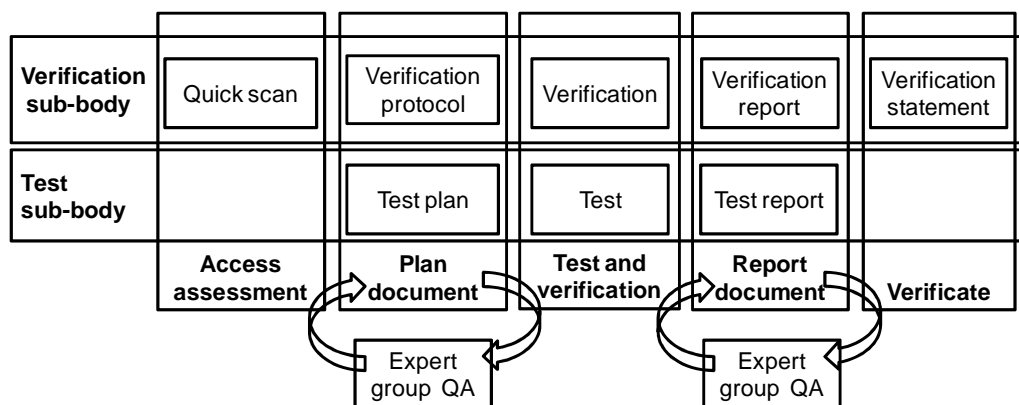 Verification
sub-body
Quick scan
Verification
protocol
Verification
Verification
report
Verification
statement
Test
sub-body
Test plan
Test
Test report
Access
assessment
Plan
document
Test and
verification
Report
document
Verificate
Expert
group QA
Expert
group QA